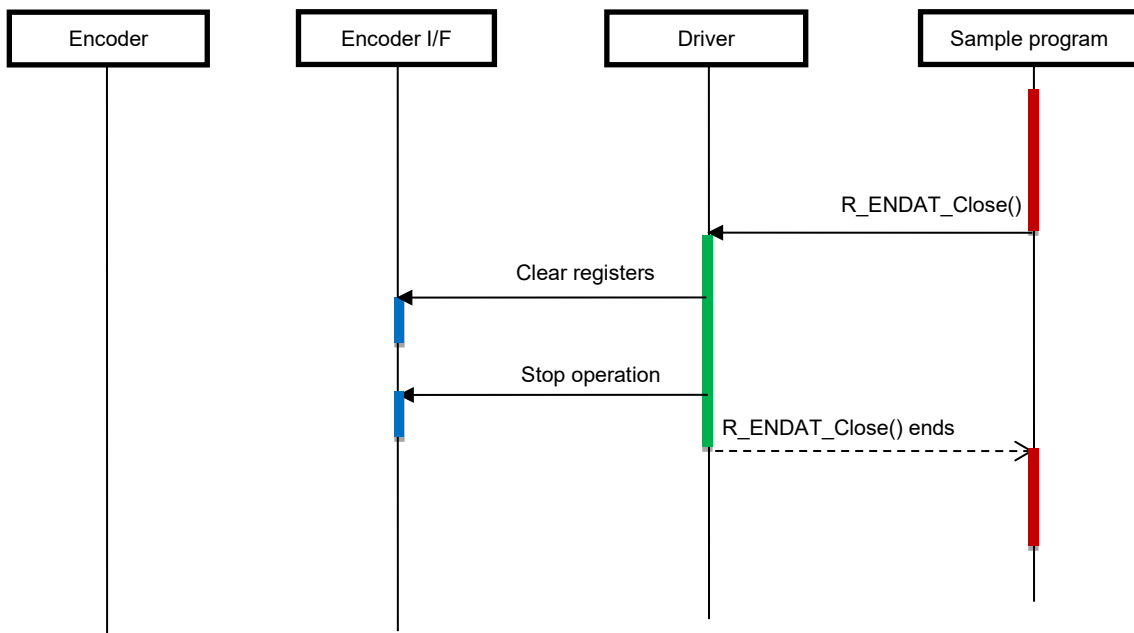 Encoder
Encoder I/F
Driver
Sample program
R_ENDAT_Close()
Clear registers
Stop operation
R_ENDAT_Close() ends